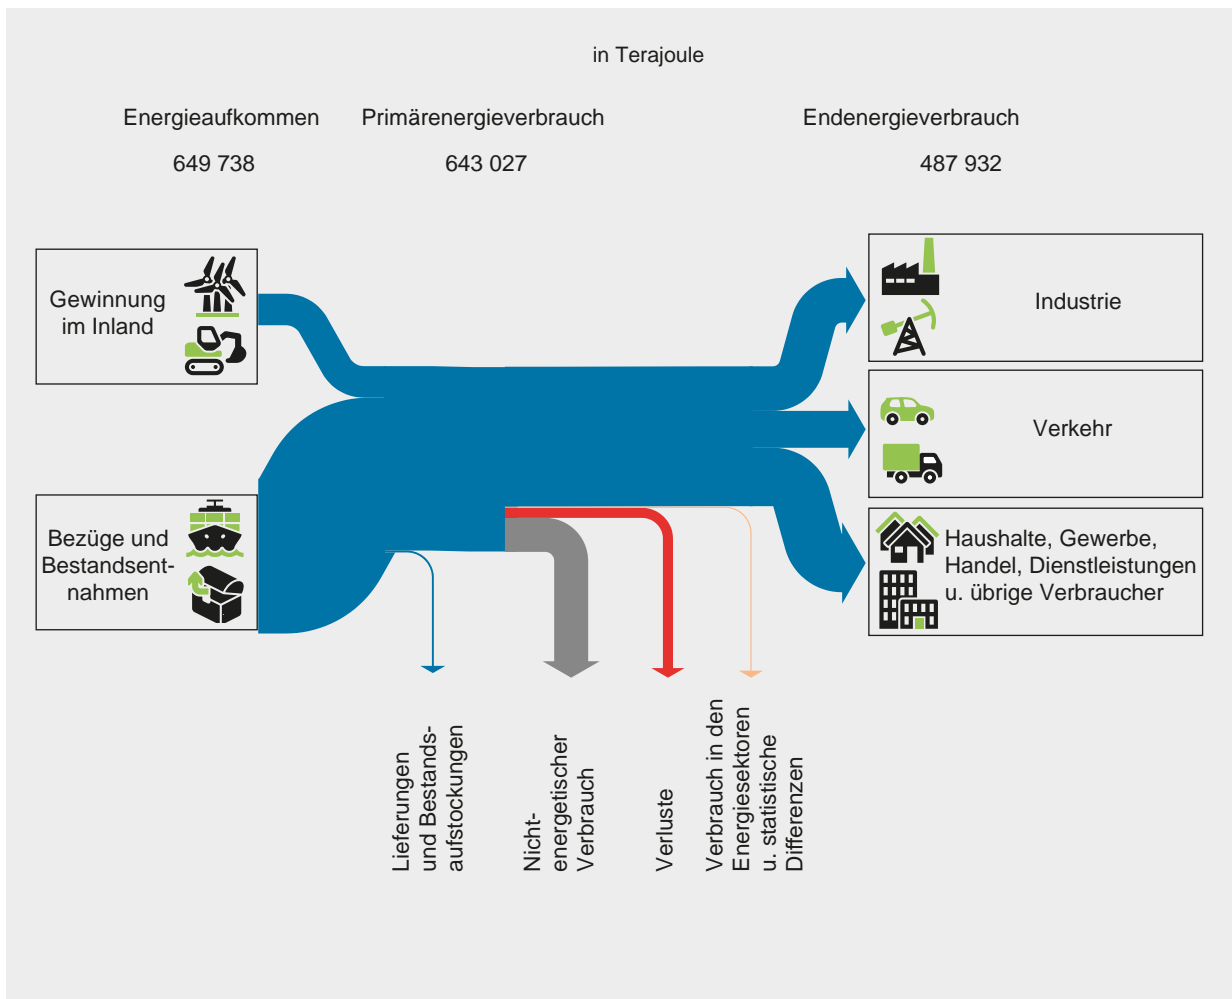 in Terajoule
Energieaufkommen
649 738
Primärenergieverbrauch
643 027
Endenergieverbrauch
487 932
Gewinnung
im Inland
Bezüge und
Bestandsent-
nahmen
Industrie
Verkehr
Haushalte, Gewerbe,
Handel, Dienstleistungen
u. übrige Verbraucher
Lieferungen
und Bestands-
aufstockungen
Nicht-
energetischer
Verbrauch
Verluste
Verbrauch in den
Energiesektoren
u. statistische
Differenzen